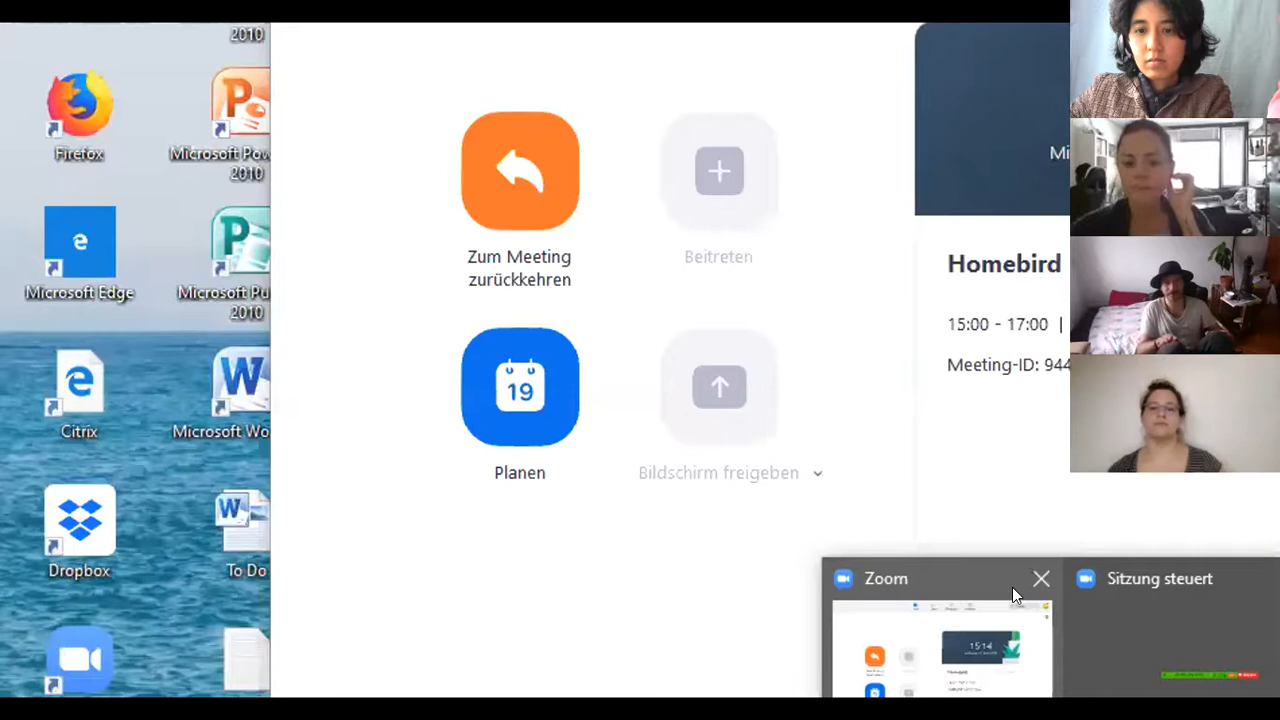 2010
Firefox
Microsoft Pow
2010
Microsoft Edge
Microsoft Pu
2010
Citrix
Microsoft Wo
Dropbox
To Do
Zum Meeting
zurückkehren
Beitreten
19
Planen
Bildschirm freigeben
Mi
Homebird
15:00 - 17:00 |
Meeting-ID: 944
Zoom
Sitzung steuert
15:14